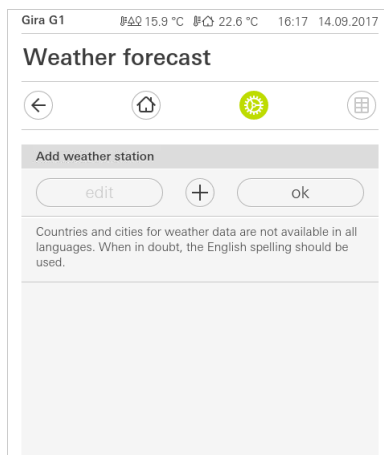 Gira G1 15.9 °C 22.6 °C 16:17 14.09.2017
Weather forecast
Add weather station
edit + ok
Countries and cities for weather data are not available in all
languages. When in doubt, the English spelling should be
used.